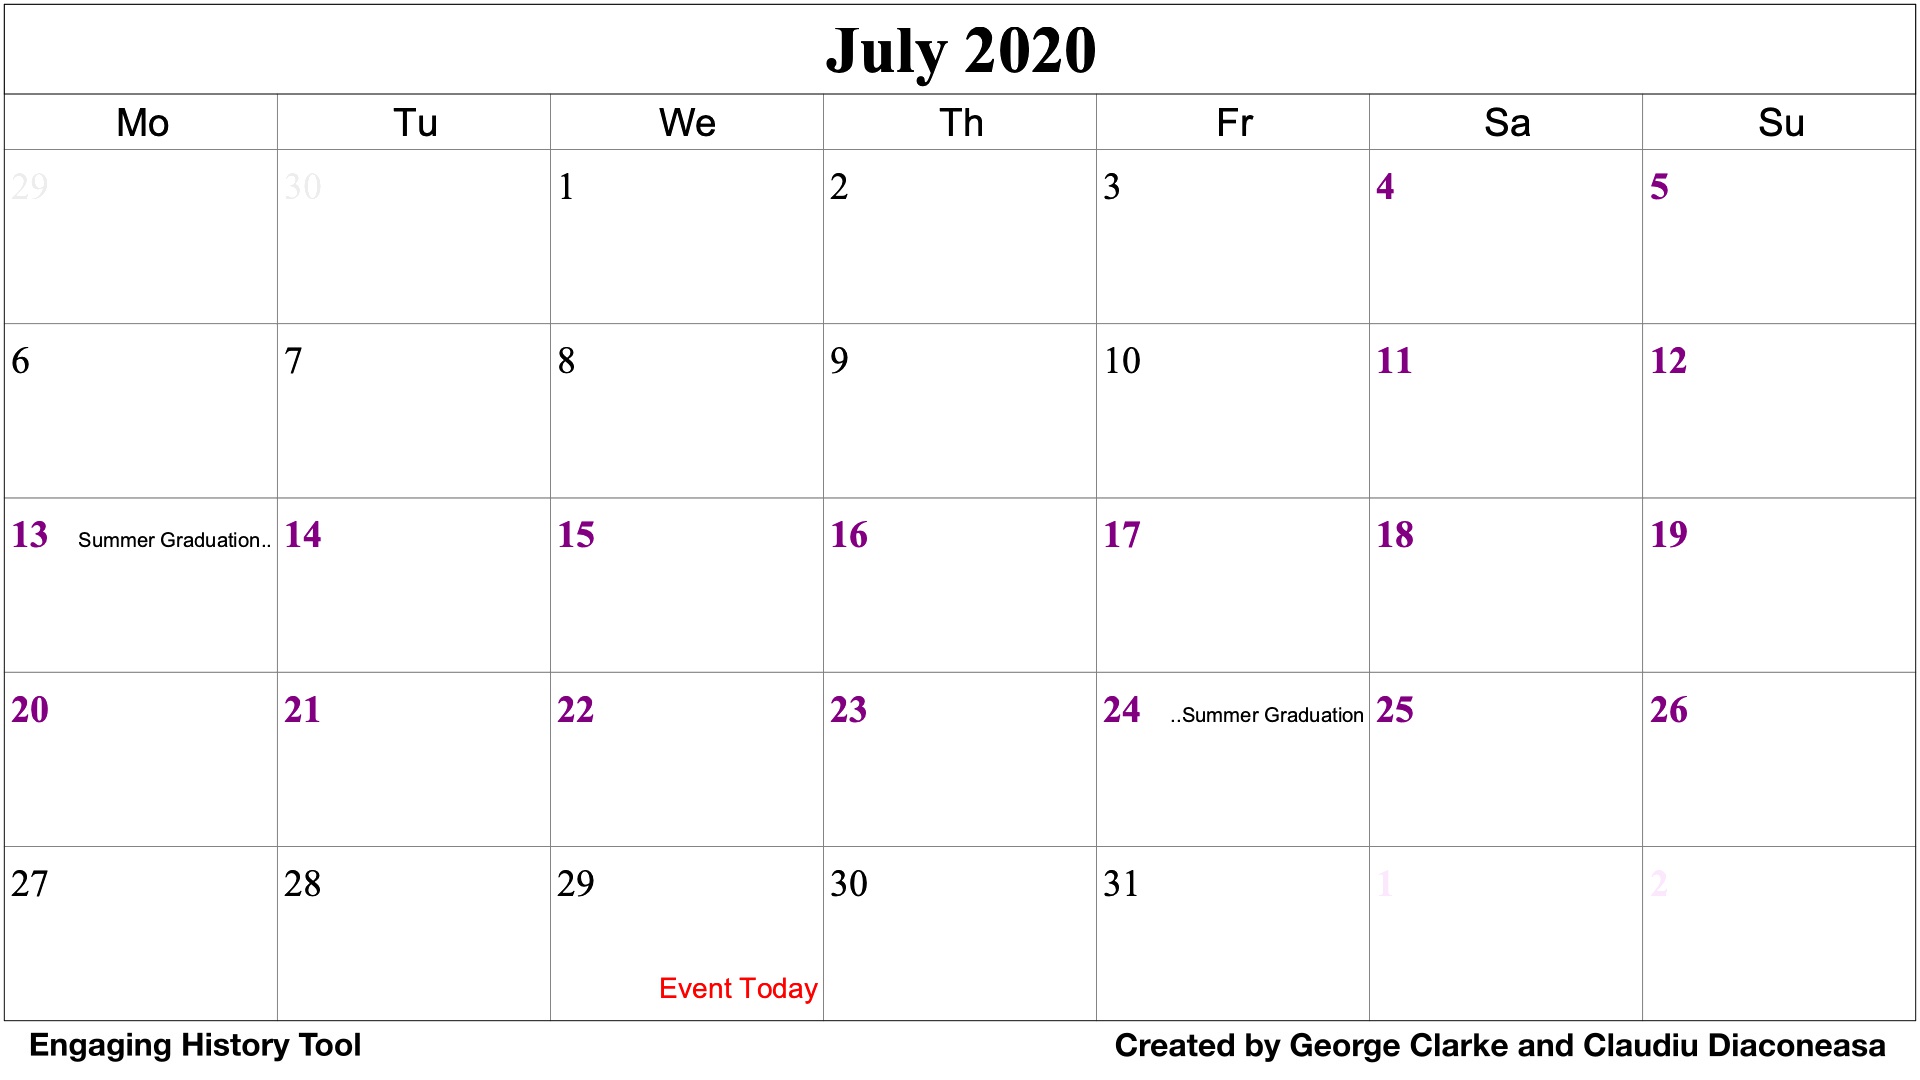 July 2020
Mo Tu We Th Fr Sa Su
29 30 1 2 3 4 5
6 7 8 9 10 11 12
13 Summer Graduation.. 14 15 16 17 18 19
20 21 22 23 24 ..Summer Graduation 25 26
27 28 29 30 31 1 2
Event Today
Engaging History Tool Created by George Clarke and Claudiu Diaconeasa